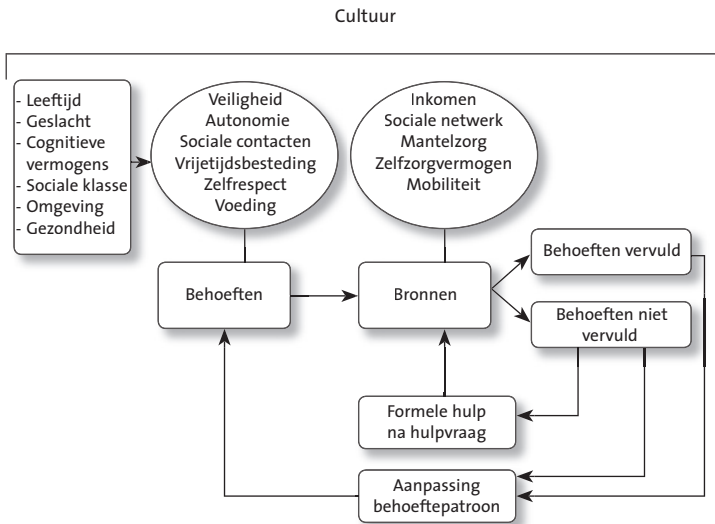 Cultuur
- Leeftijd
- Geslacht
- Cognitieve
vermogens
- Sociale klasse
- Omgeving
- Gezondheid
Veiligheid
Autonomie
Sociale contacten
Vrijetijdsbesteding
Zelfrespect
Voeding
Inkomen
Sociale netwerk
Mantelzorg
Zelfzorgvermogen
Mobiliteit
Behoeften
Bronnen
Behoeften vervuld
Behoeften niet
vervuld
Formele hulp
na hulpvraag
Aanpassing
behoeftepatroon